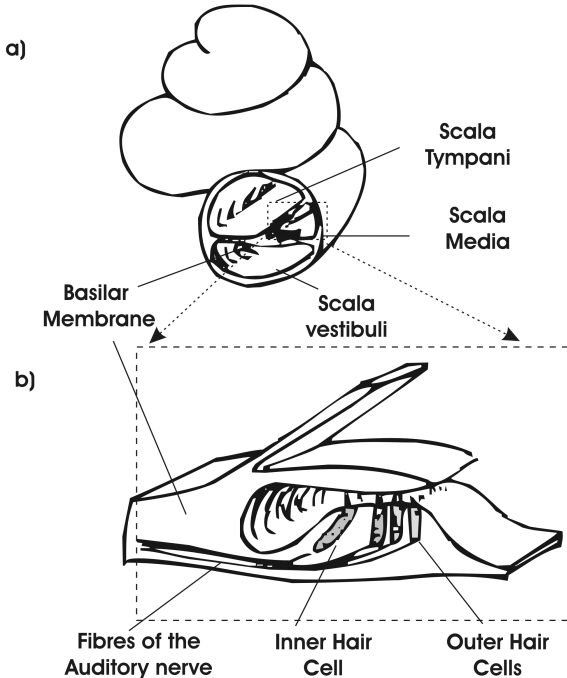 a)
Scala
Tympani
Scala
Media
Basilar
Membrane
Scala
vestibuli
b)
Fibres of the
Auditory nerve
Inner Hair
Cell
Outer Hair
Cells